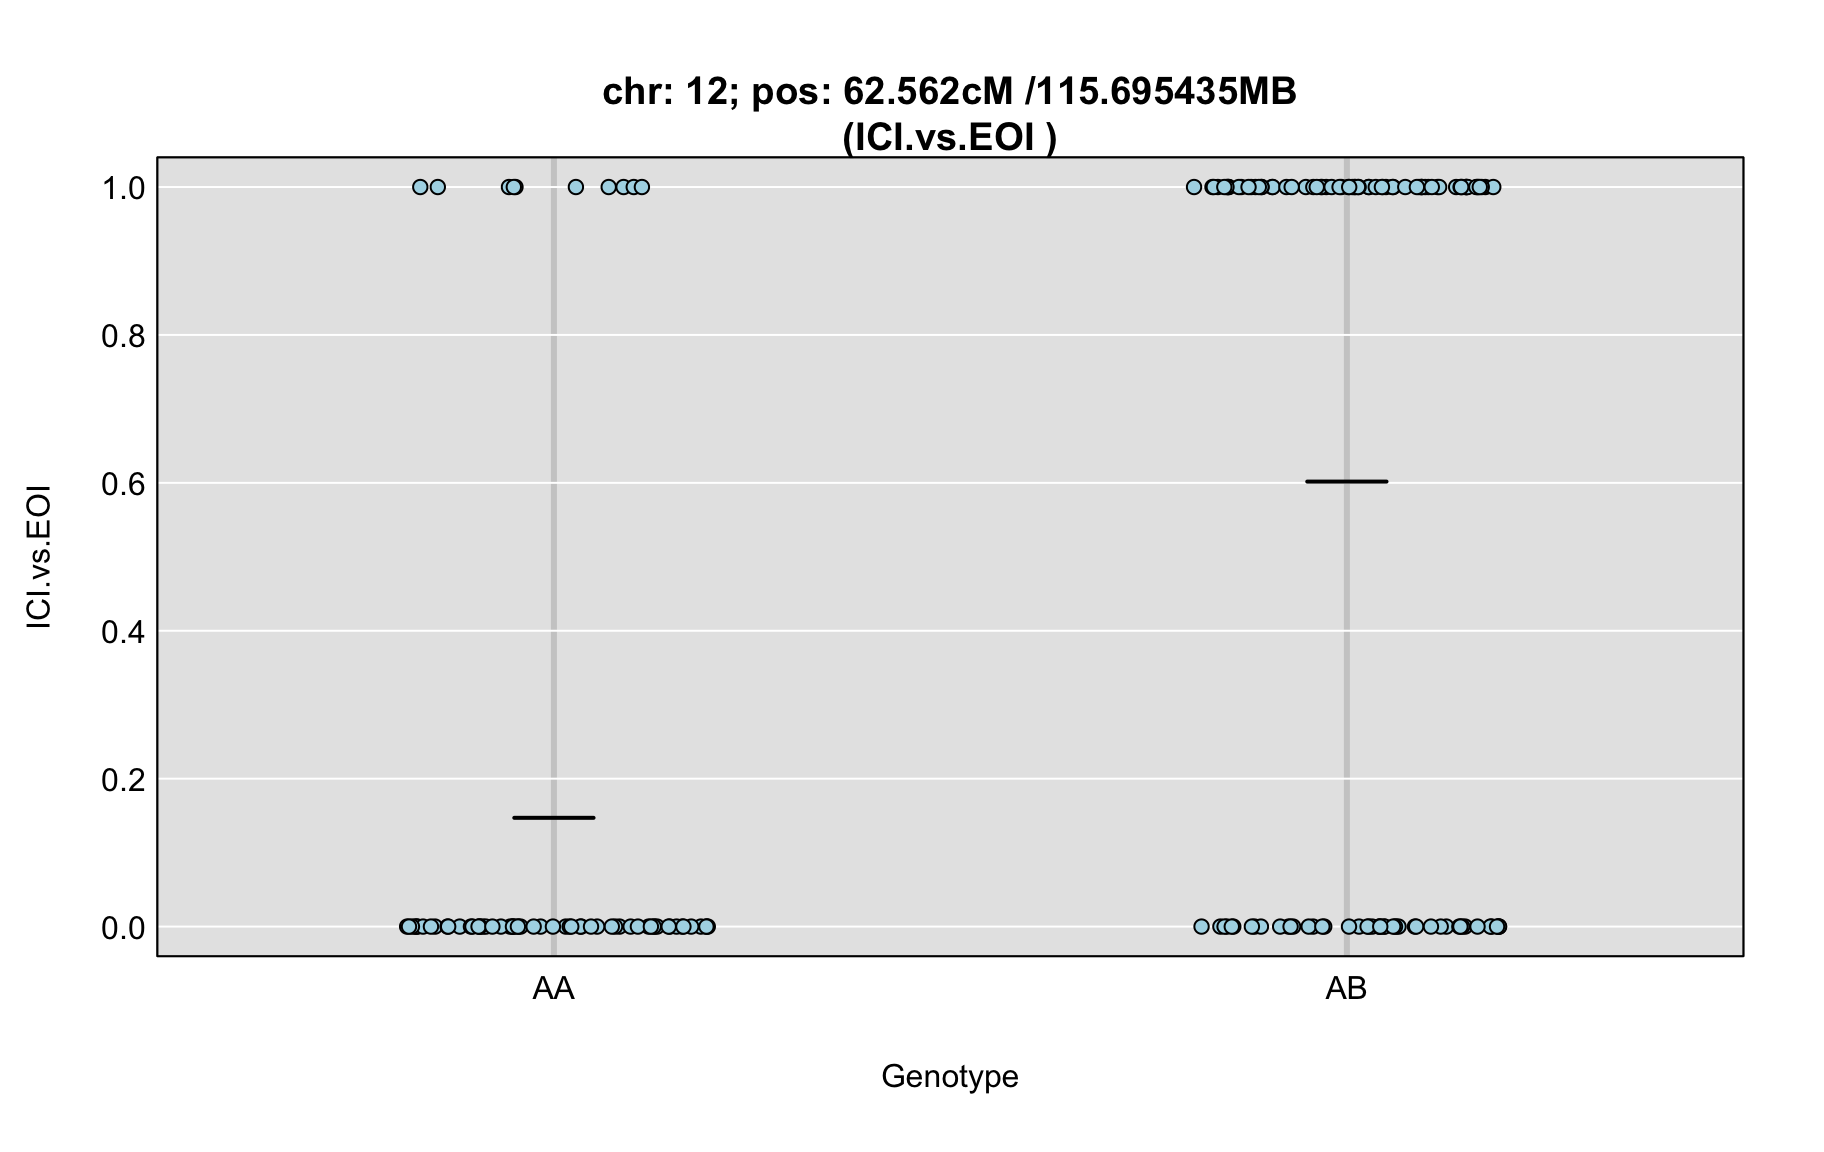 chr: 12; pos: 62.562cM /115.695435MB
(ICI.vs.EOI )
ICI.vs.EOI
1.0
0.8
0.6
0.4
0.2
0.0
AA
AB
Genotype